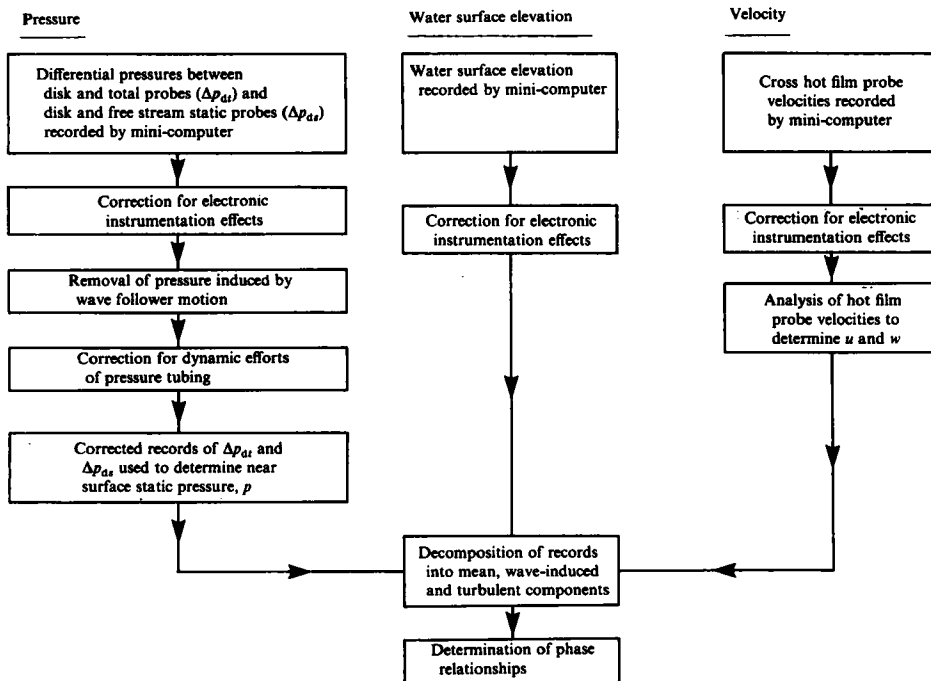 Pressure
Differential pressures between
disk and total probes (Δp_dt) and
disk and free stream static probes (Δp_ds)
recorded by mini-computer
Correction for electronic
instrumentation effects
Removal of pressure induced by
wave follower motion
Correction for dynamic efforts
of pressure tubing
Corrected records of Δp_dt and
Δp_ds used to determine near
surface static pressure, p
Water surface elevation
Water surface elevation
recorded by mini-computer
Correction for electronic
instrumentation effects
Velocity
Cross hot film probe
velocities recorded
by mini-computer
Correction for electronic
instrumentation effects
Analysis of hot film
probe velocities to
determine u and w
Decomposition of records
into mean, wave-induced
and turbulent components
Determination of phase
relationships